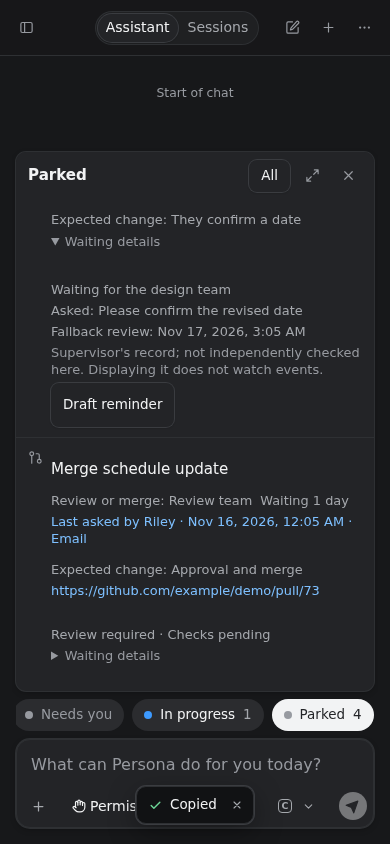 Assistant Sessions
Start of chat
Parked All
Expected change: They confirm a date
Waiting details
Waiting for the design team
Asked: Please confirm the revised date
Fallback review: Nov 17, 2026, 3:05 AM
Supervisor's record; not independently checked
here. Displaying it does not watch events.
Draft reminder
Merge schedule update
Review or merge: Review team Waiting 1 day
Last asked by Riley · Nov 16, 2026, 12:05 AM ·
Email
Expected change: Approval and merge
https://github.com/example/demo/pull/73
Review required · Checks pending
Waiting details
Needs you In progress 1 Parked 4
What can Persona do for you today?
Permis Copied C